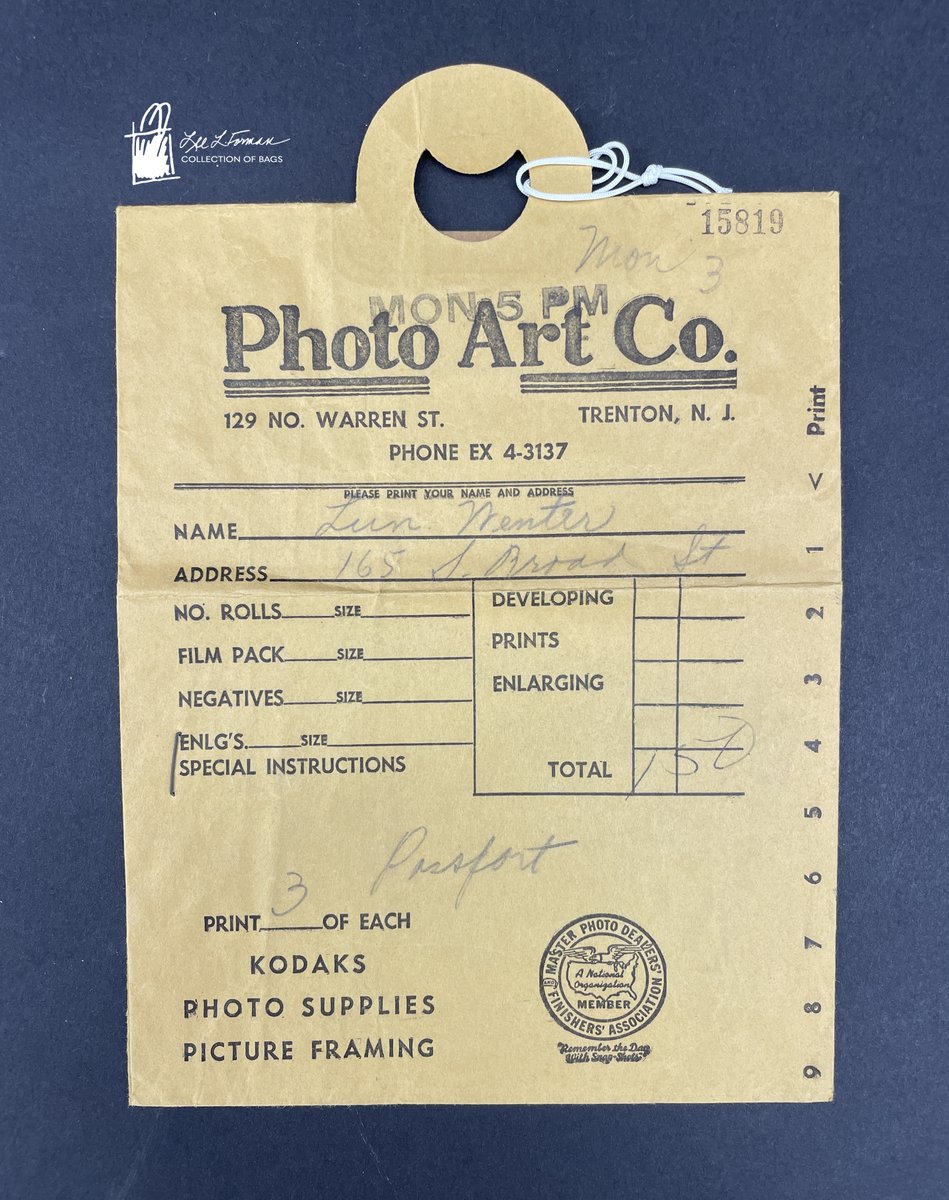 Lee L. Forman
COLLECTION OF BAGS
15819
Mon 3
MON 5 PM
Photo Art Co.
129 NO. WARREN ST. TRENTON, N. J.
PHONE EX 4-3137
PLEASE PRINT YOUR NAME AND ADDRESS
NAME Wenter
ADDRESS 165 S. Broad St
NO. ROLLS SIZE
FILM PACK SIZE
NEGATIVES SIZE
ENLG'S. SIZE
SPECIAL INSTRUCTIONS
DEVELOPING
PRINTS
ENLARGING
TOTAL
Passport
PRINT 3 OF EACH
KODAKS
PHOTO SUPPLIES
PICTURE FRAMING
MASTER PHOTO DEALERS'
AND FINISHERS' ASSOCIATION
A National
Organization
MEMBER
"Remember the Day
With Snap-Shots"
Print < 1 2 3 4 5 6 7 8 9